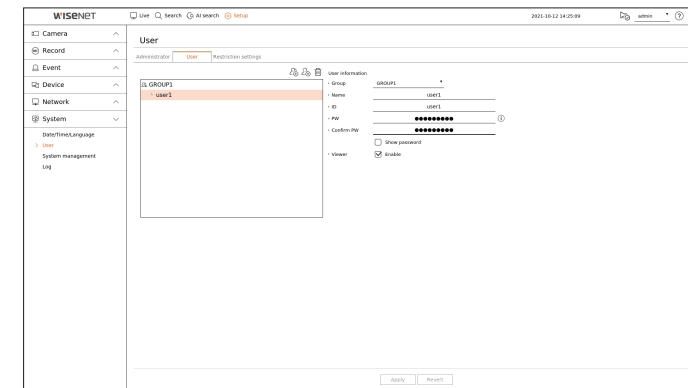 WISENET
Live Search AI search Setup 2021-10-12 14:25:09 admin
Camera
Record
Event
Device
Network
System
Date/Time/Language
> User
System management
Log
User
Administrator User Restriction settings
GROUP1
user1
User information
Group GROUP1
Name user1
ID user1
PW ●●●●●●●●●
Confirm PW ●●●●●●●●●
Show password
Viewer Enable
Apply Revert